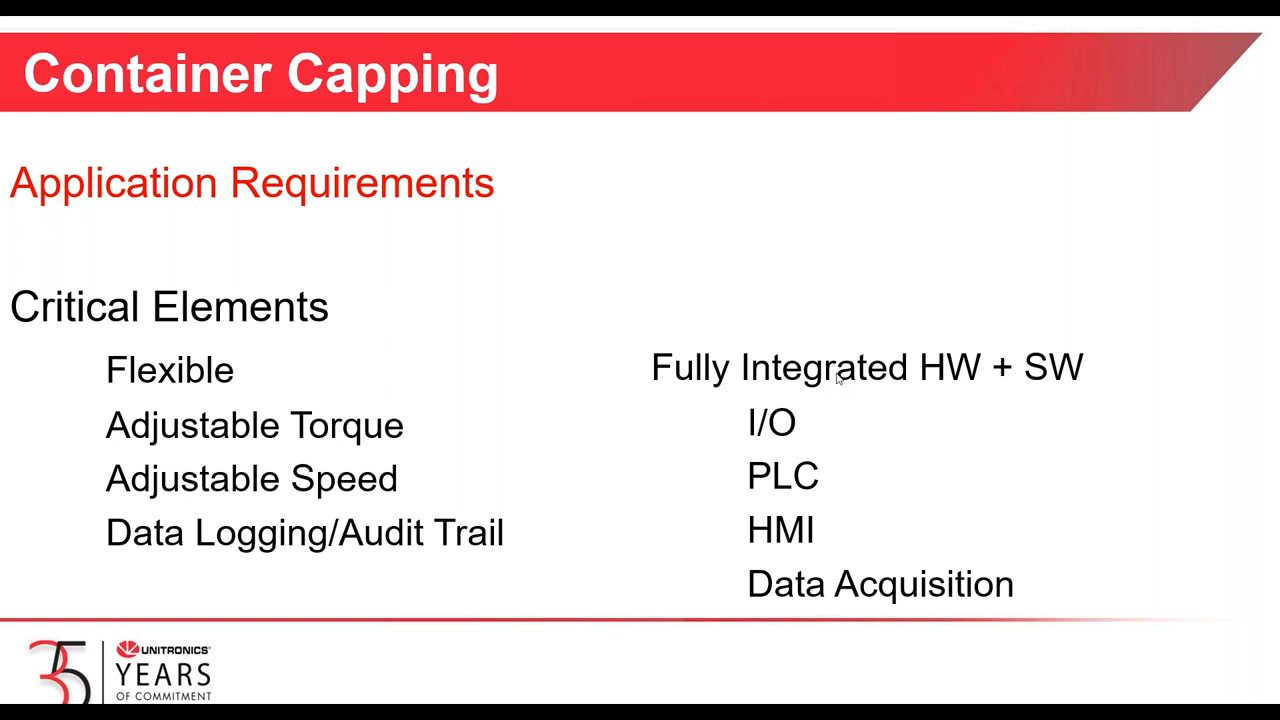 Container Capping
Application Requirements
Critical Elements
Flexible
Adjustable Torque
Adjustable Speed
Data Logging/Audit Trail
Fully Integrated HW + SW
I/O
PLC
HMI
Data Acquisition
35
UNITRONICS®
YEARS
OF COMMITMENT